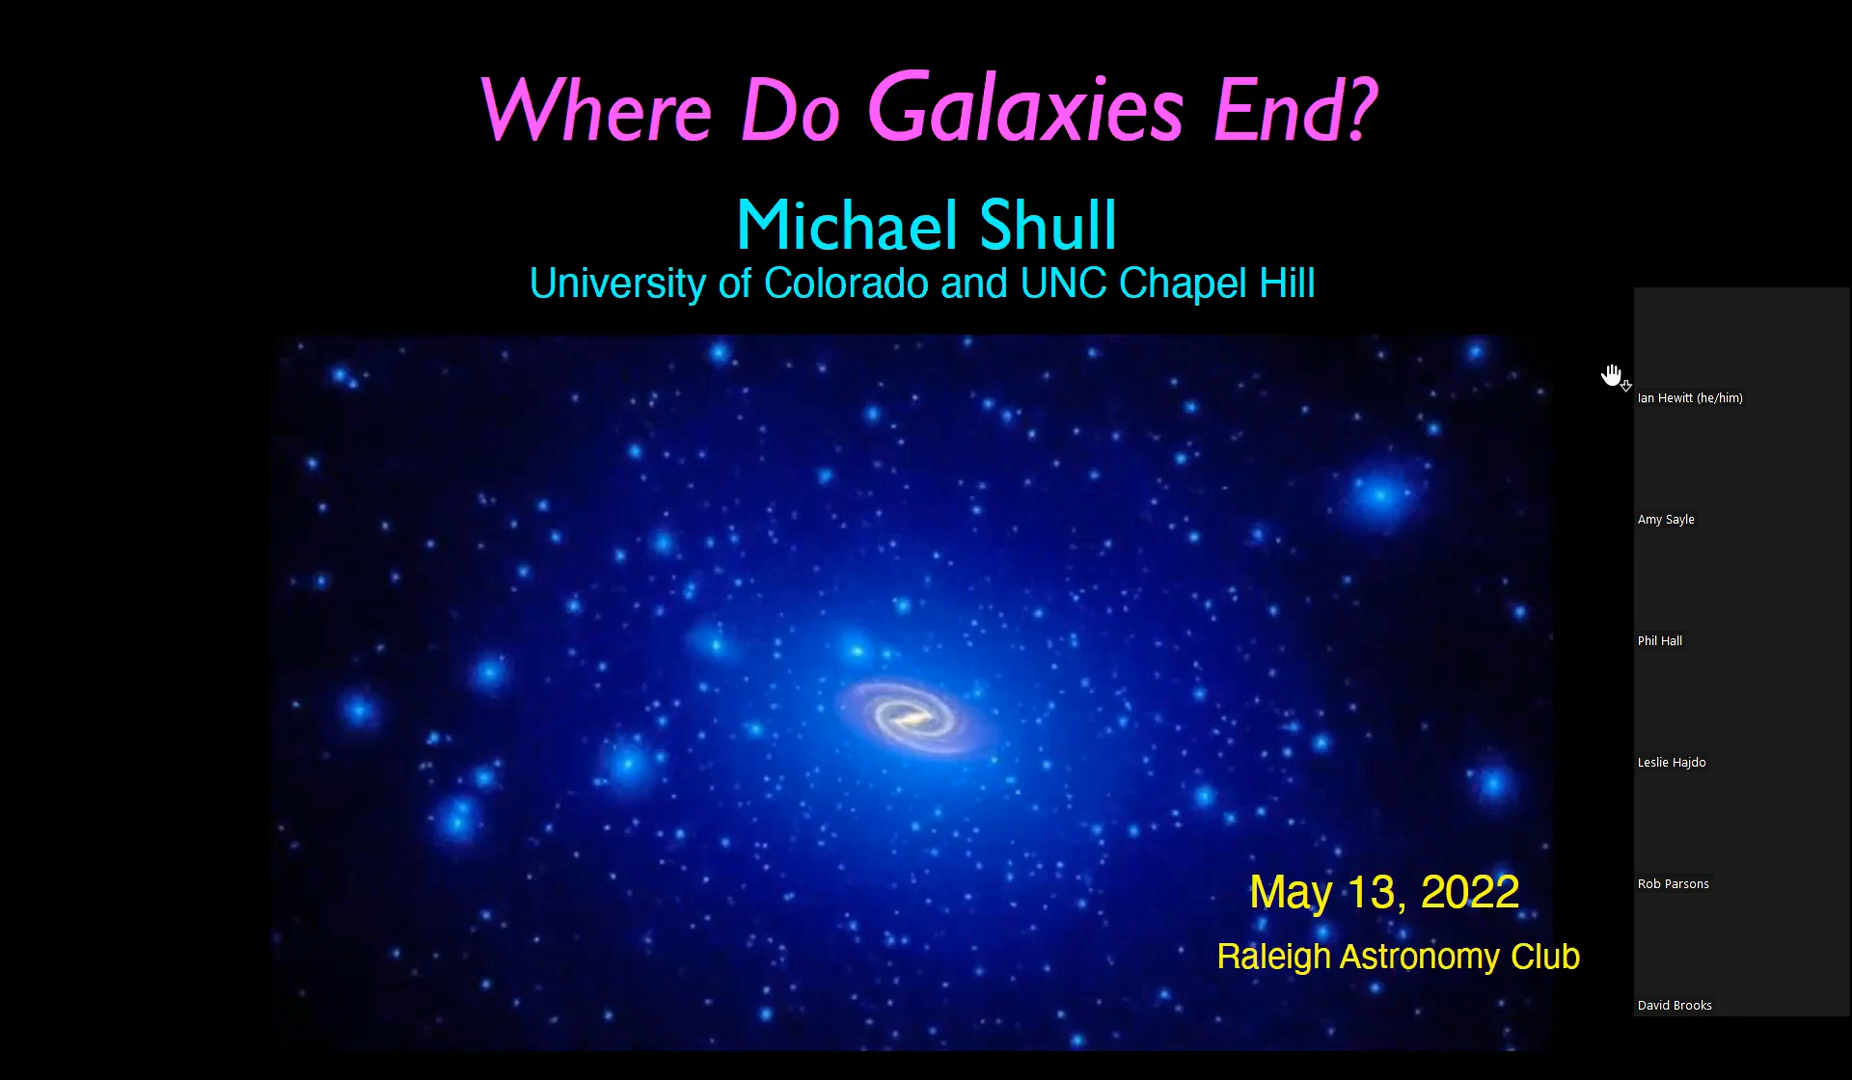 Where Do Galaxies End?
Michael Shull
University of Colorado and UNC Chapel Hill
Ian Hewitt (he/him)
Amy Sayle
Phil Hall
Leslie Hajdo
Rob Parsons
David Brooks
May 13, 2022
Raleigh Astronomy Club